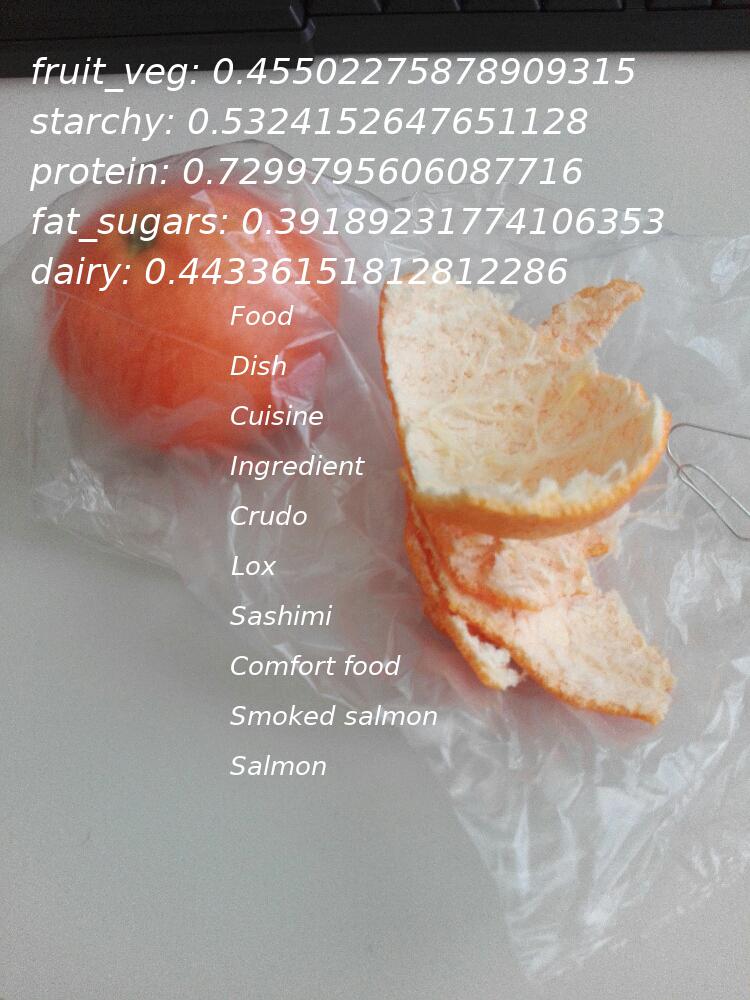 fruit_veg: 0.45502275878909315
starchy: 0.5324152647651128
protein: 0.7299795606087716
fat_sugars: 0.39189231774106353
dairy: 0.44336151812812286
Food
Dish
Cuisine
Ingredient
Crudo
Lox
Sashimi
Comfort food
Smoked salmon
Salmon